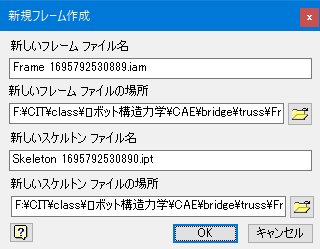 新規フレーム作成
新しいフレーム ファイル名
Frame 1695792530889.iam
新しいフレーム ファイルの場所
F:¥CIT¥class¥ロボット構造力学¥CAE¥bridge¥truss¥Fr
新しいスケルトン ファイル名
Skeleton 1695792530890.ipt
新しいスケルトン ファイルの場所
F:¥CIT¥class¥ロボット構造力学¥CAE¥bridge¥truss¥Fr
OK キャンセル